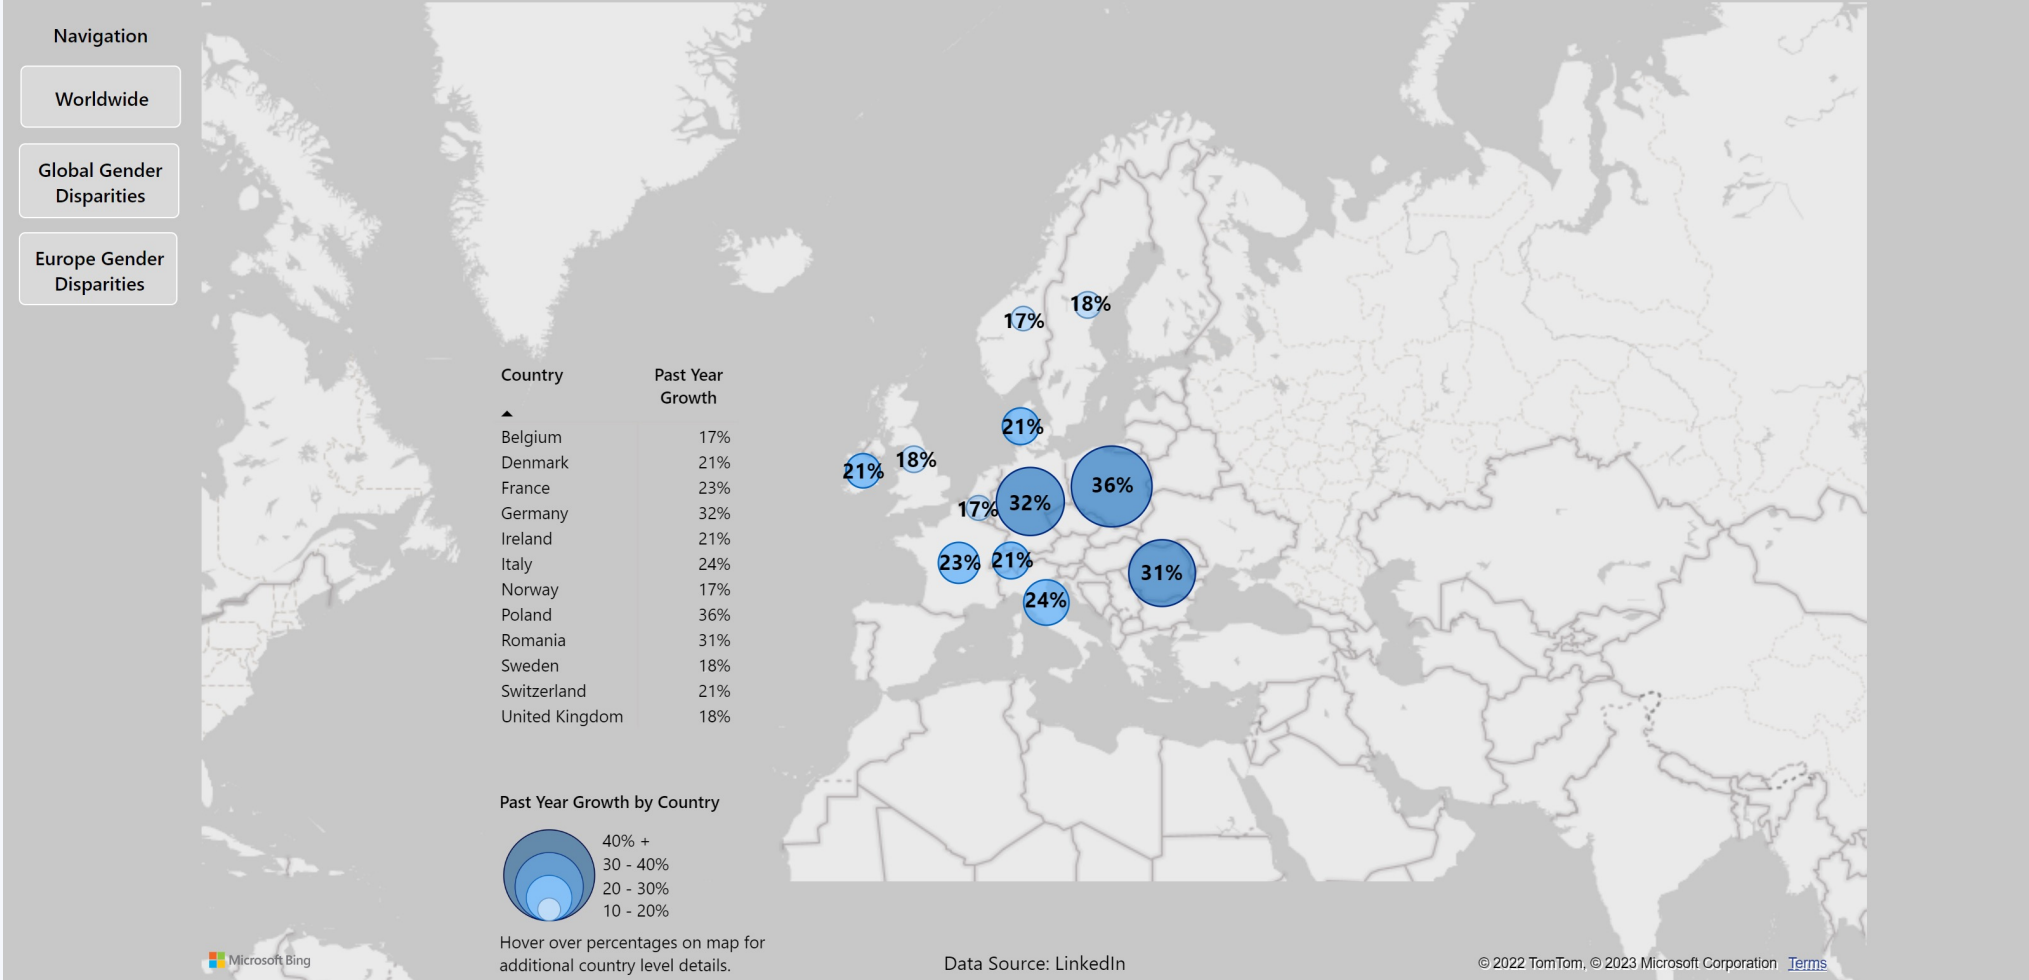 Navigation
Worldwide
Global Gender
Disparities
Europe Gender
Disparities
17%
18%
21%
21%
18%
36%
32%
17%
23%
21%
31%
24%
Country
Past Year
Growth
Belgium 17%
Denmark 21%
France 23%
Germany 32%
Ireland 21%
Italy 24%
Norway 17%
Poland 36%
Romania 31%
Sweden 18%
Switzerland 21%
United Kingdom 18%
Past Year Growth by Country
40% +
30 - 40%
20 - 30%
10 - 20%
Hover over percentages on map for
additional country level details.
Microsoft Bing
Data Source: LinkedIn
© 2022 TomTom, © 2023 Microsoft Corporation Terms